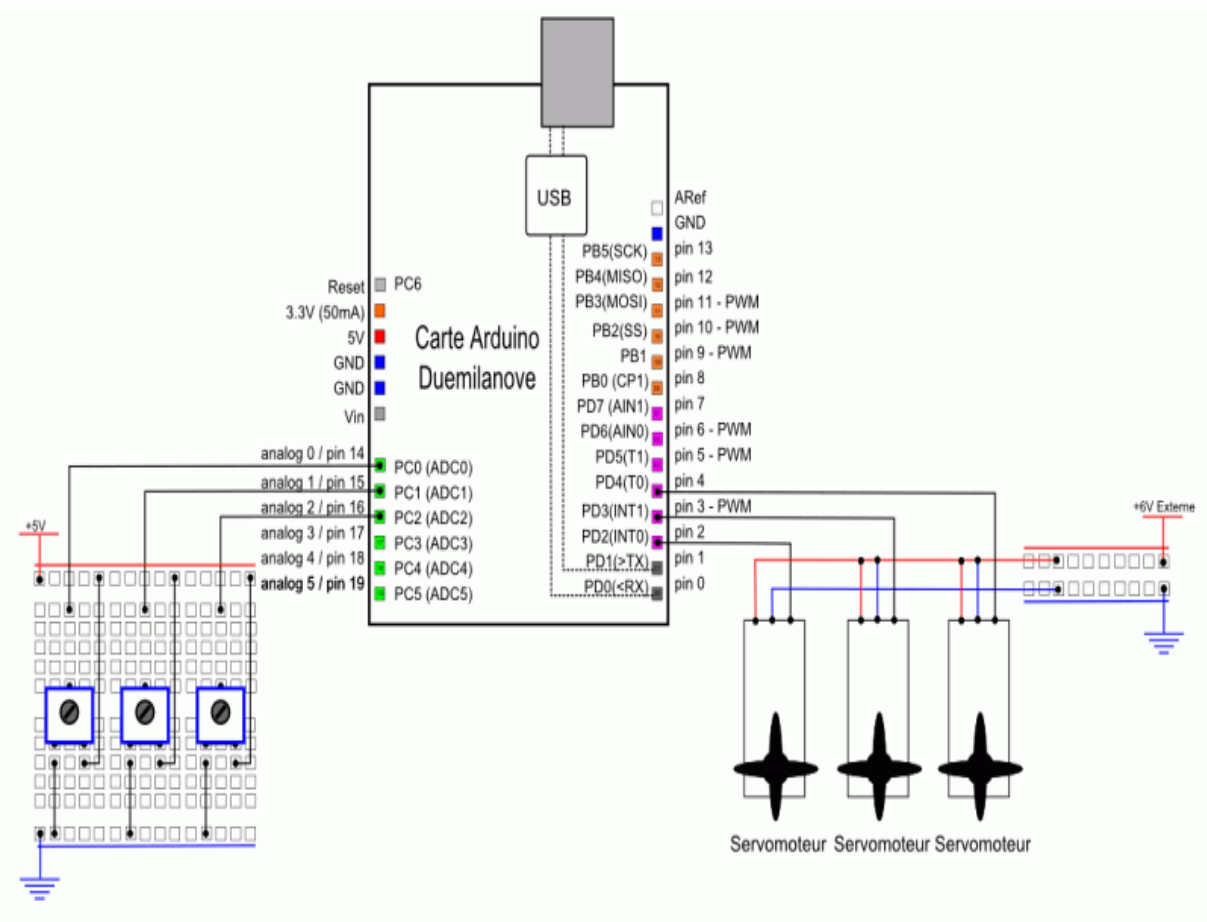 USB
Carte Arduino
Duemilanove
Reset
PC6
3.3V (50mA)
5V
GND
GND
Vin
analog 0 / pin 14
PC0 (ADC0)
analog 1 / pin 15
PC1 (ADC1)
analog 2 / pin 16
PC2 (ADC2)
analog 3 / pin 17
PC3 (ADC3)
analog 4 / pin 18
PC4 (ADC4)
analog 5 / pin 19
PC5 (ADC5)
ARef
GND
PB5(SCK)
pin 13
PB4(MISO)
pin 12
PB3(MOSI)
pin 11 - PWM
PB2(SS)
pin 10 - PWM
PB1
pin 9 - PWM
PB0 (CP1)
pin 8
PD7 (AIN1)
pin 7
PD6(AIN0)
pin 6 - PWM
PD5(T1)
pin 5 - PWM
PD4(T0)
pin 4
PD3(INT1)
pin 3 - PWM
PD2(INT0)
pin 2
PD1(>TX)
pin 1
PD0(<RX)
pin 0
+5V
+6V Externe
Servomoteur Servomoteur Servomoteur